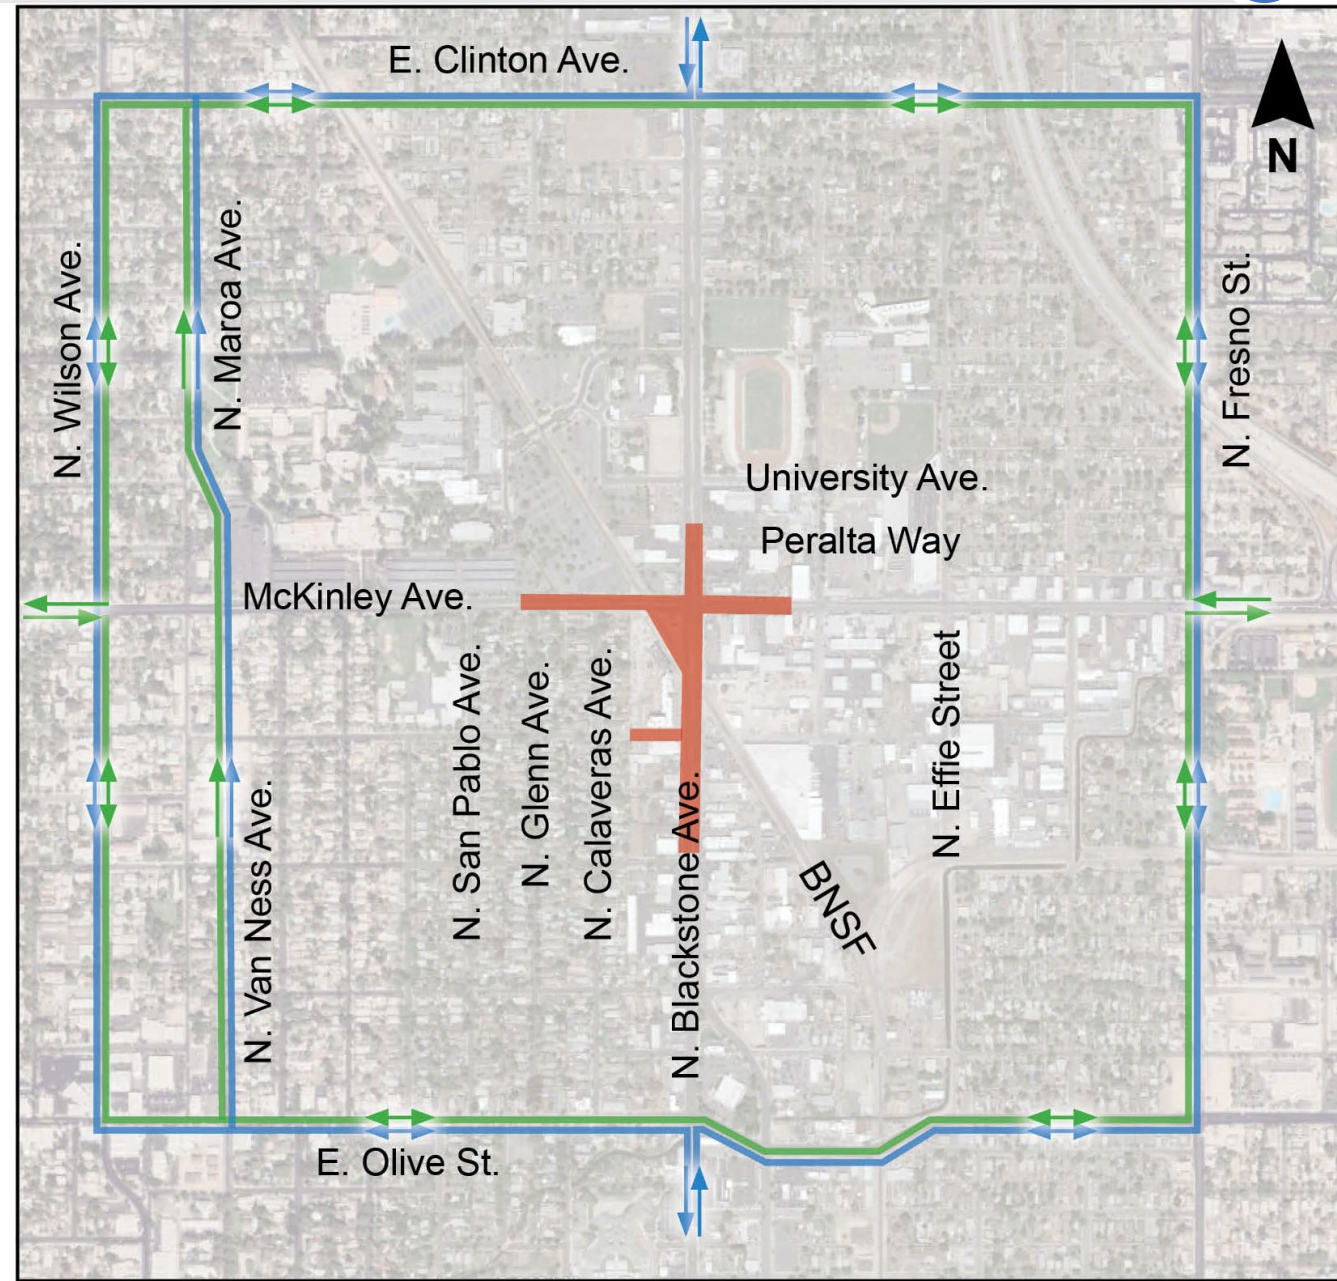 E. Clinton Ave.
N
N. Wilson Ave.
N. Maroa Ave.
N. Fresno St.
University Ave.
Peralta Way
McKinley Ave.
N. San Pablo Ave.
N. Glenn Ave.
N. Calaveras Ave.
N. Effie Street
N. Van Ness Ave.
N. Blackstone Ave.
BNSF
E. Olive St.